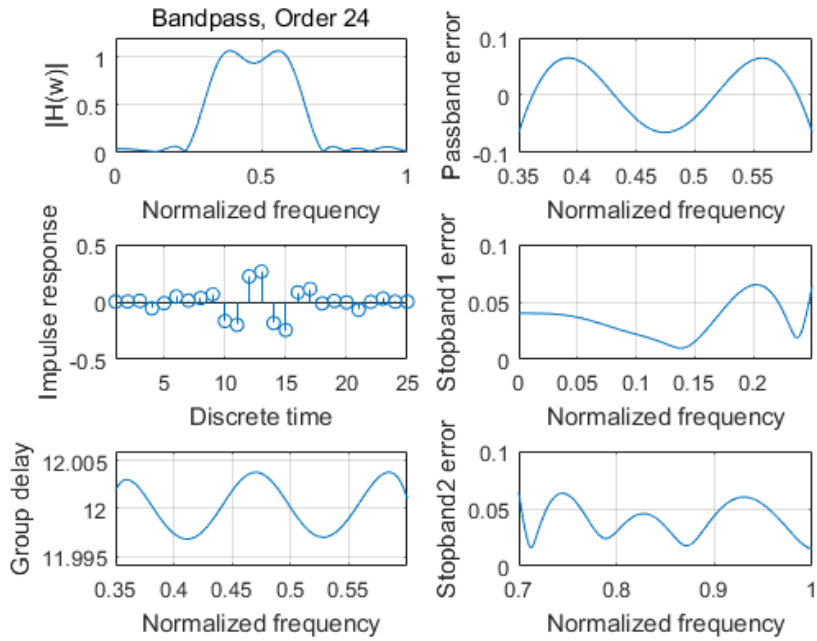 Bandpass, Order 24
|H(w)|
1
0.5
0
0 0.5 1
Normalized frequency
Passband error
0.1
0
-0.1
0.35 0.4 0.45 0.5 0.55
Normalized frequency
Impulse response
0.5
0
-0.5
5 10 15 20 25
Discrete time
Stopband1 error
0.1
0.05
0
0 0.05 0.1 0.15 0.2
Normalized frequency
Group delay
12.005
12
11.995
0.35 0.4 0.45 0.5 0.55
Normalized frequency
Stopband2 error
0.1
0.05
0
0.7 0.8 0.9 1
Normalized frequency